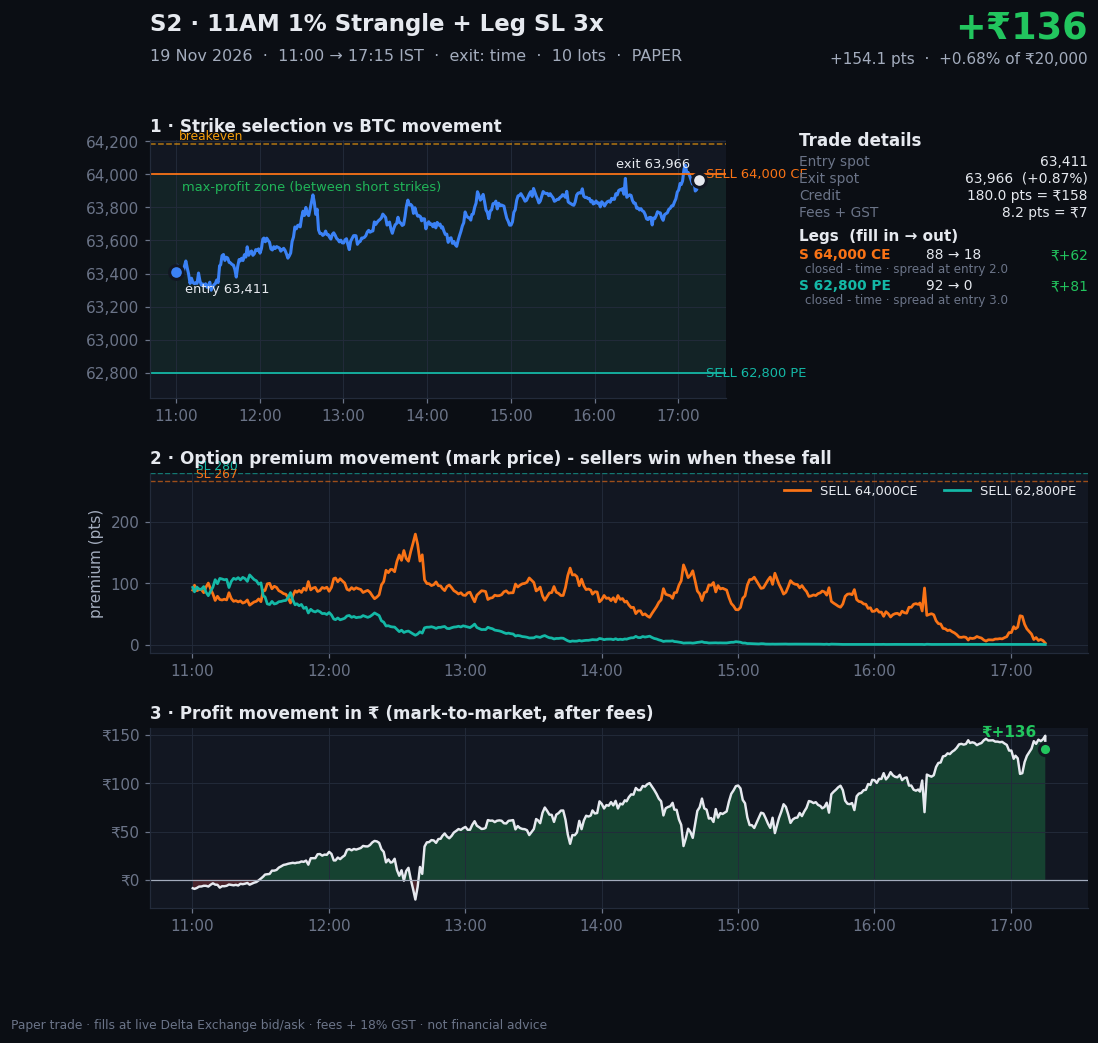 S2 · 11AM 1% Strangle + Leg SL 3x
+₹136
19 Nov 2026 · 11:00 → 17:15 IST · exit: time · 10 lots · PAPER
+154.1 pts · +0.68% of ₹20,000
1 · Strike selection vs BTC movement
breakeven
64,200
64,000
63,800
63,600
63,400
63,200
63,000
62,800
max-profit zone (between short strikes)
exit 63,966
SELL 64,000 CE
entry 63,411
SELL 62,800 PE
11:00 12:00 13:00 14:00 15:00 16:00 17:00
Trade details
Entry spot 63,411
Exit spot 63,966 (+0.87%)
Credit 180.0 pts = ₹158
Fees + GST 8.2 pts = ₹7
Legs (fill in → out)
S 64,000 CE 88 → 18 ₹+62
closed - time · spread at entry 2.0
S 62,800 PE 92 → 0 ₹+81
closed - time · spread at entry 3.0
2 · Option premium movement (mark price) - sellers win when these fall
SL 280
SL 267
SELL 64,000CE SELL 62,800PE
premium (pts)
200
100
0
11:00 12:00 13:00 14:00 15:00 16:00 17:00
3 · Profit movement in ₹ (mark-to-market, after fees)
₹+136
₹150
₹100
₹50
₹0
11:00 12:00 13:00 14:00 15:00 16:00 17:00
Paper trade · fills at live Delta Exchange bid/ask · fees + 18% GST · not financial advice